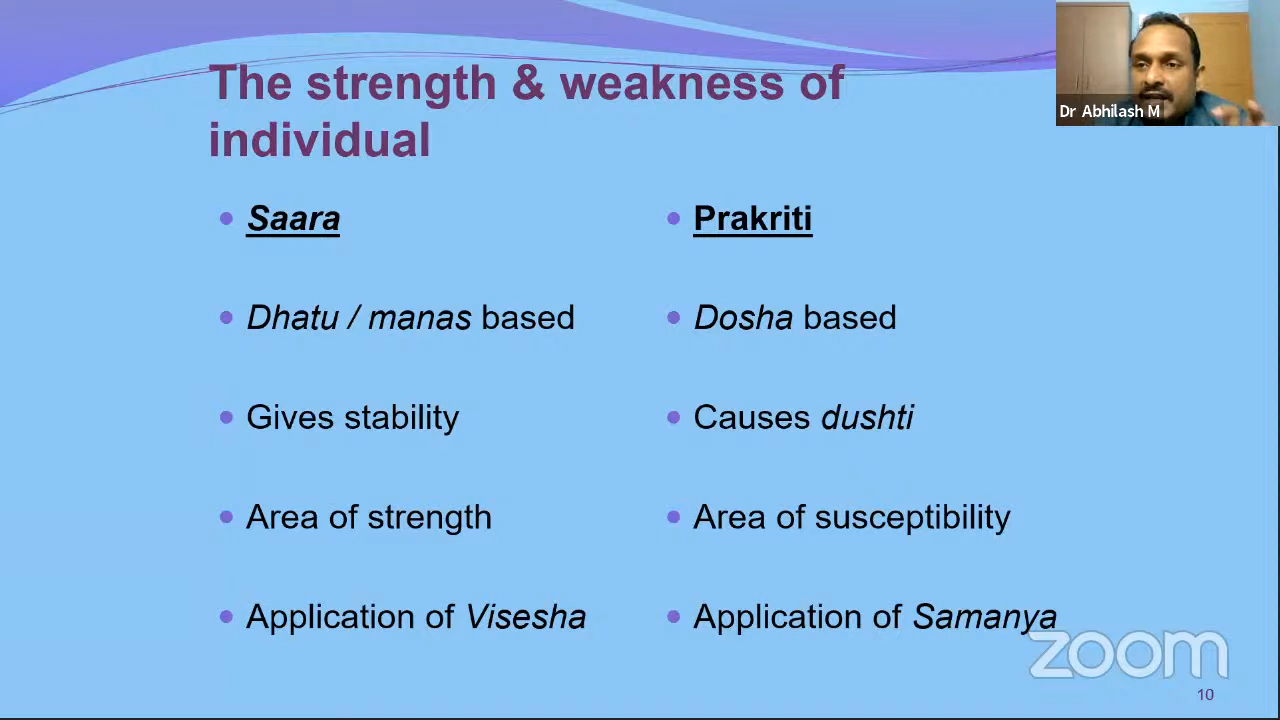 The strength & weakness of
individual
Dr Abhilash M
• Saara
• Dhatu / manas based
• Gives stability
• Area of strength
• Application of Visesha
• Prakriti
• Dosha based
• Causes dushti
• Area of susceptibility
• Application of Samanya
zoom
10